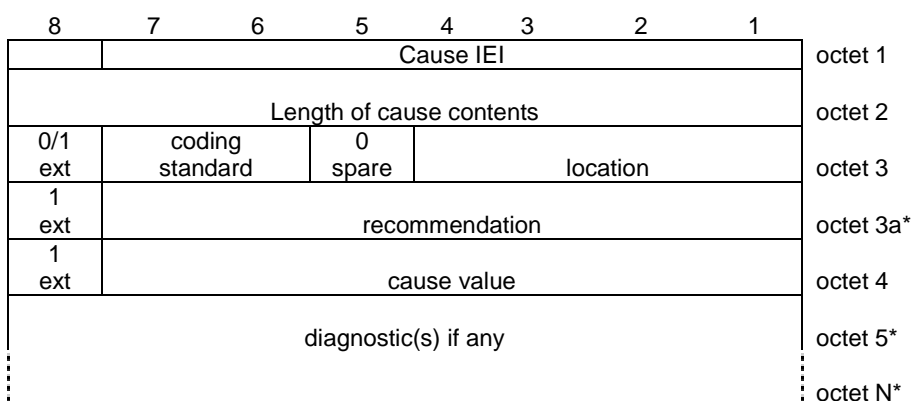 8 7 6 5 4 3 2 1
Cause IEI octet 1
Length of cause contents octet 2
0/1 coding 0
ext standard spare location octet 3
1
ext recommendation octet 3a*
1
ext cause value octet 4
diagnostic(s) if any octet 5*
octet N*